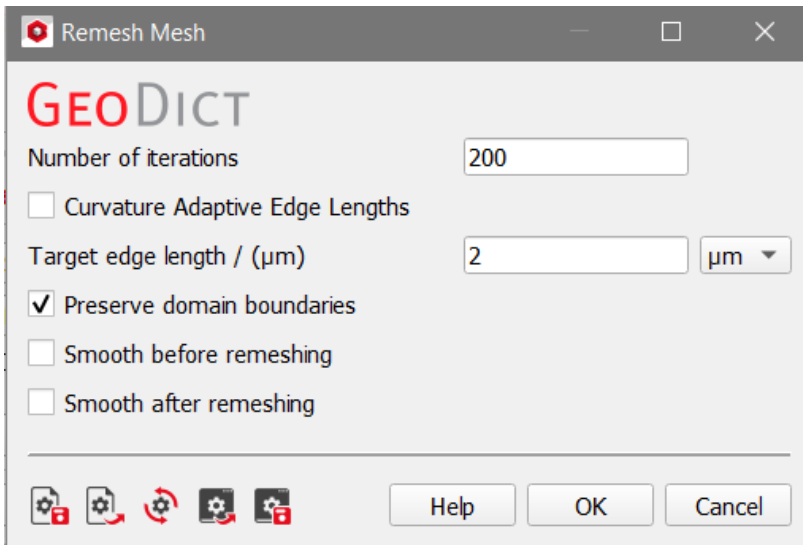 Remesh Mesh
GEODICT
Number of iterations 200
Curvature Adaptive Edge Lengths
Target edge length / (µm) 2 µm
Preserve domain boundaries
Smooth before remeshing
Smooth after remeshing
Help OK Cancel